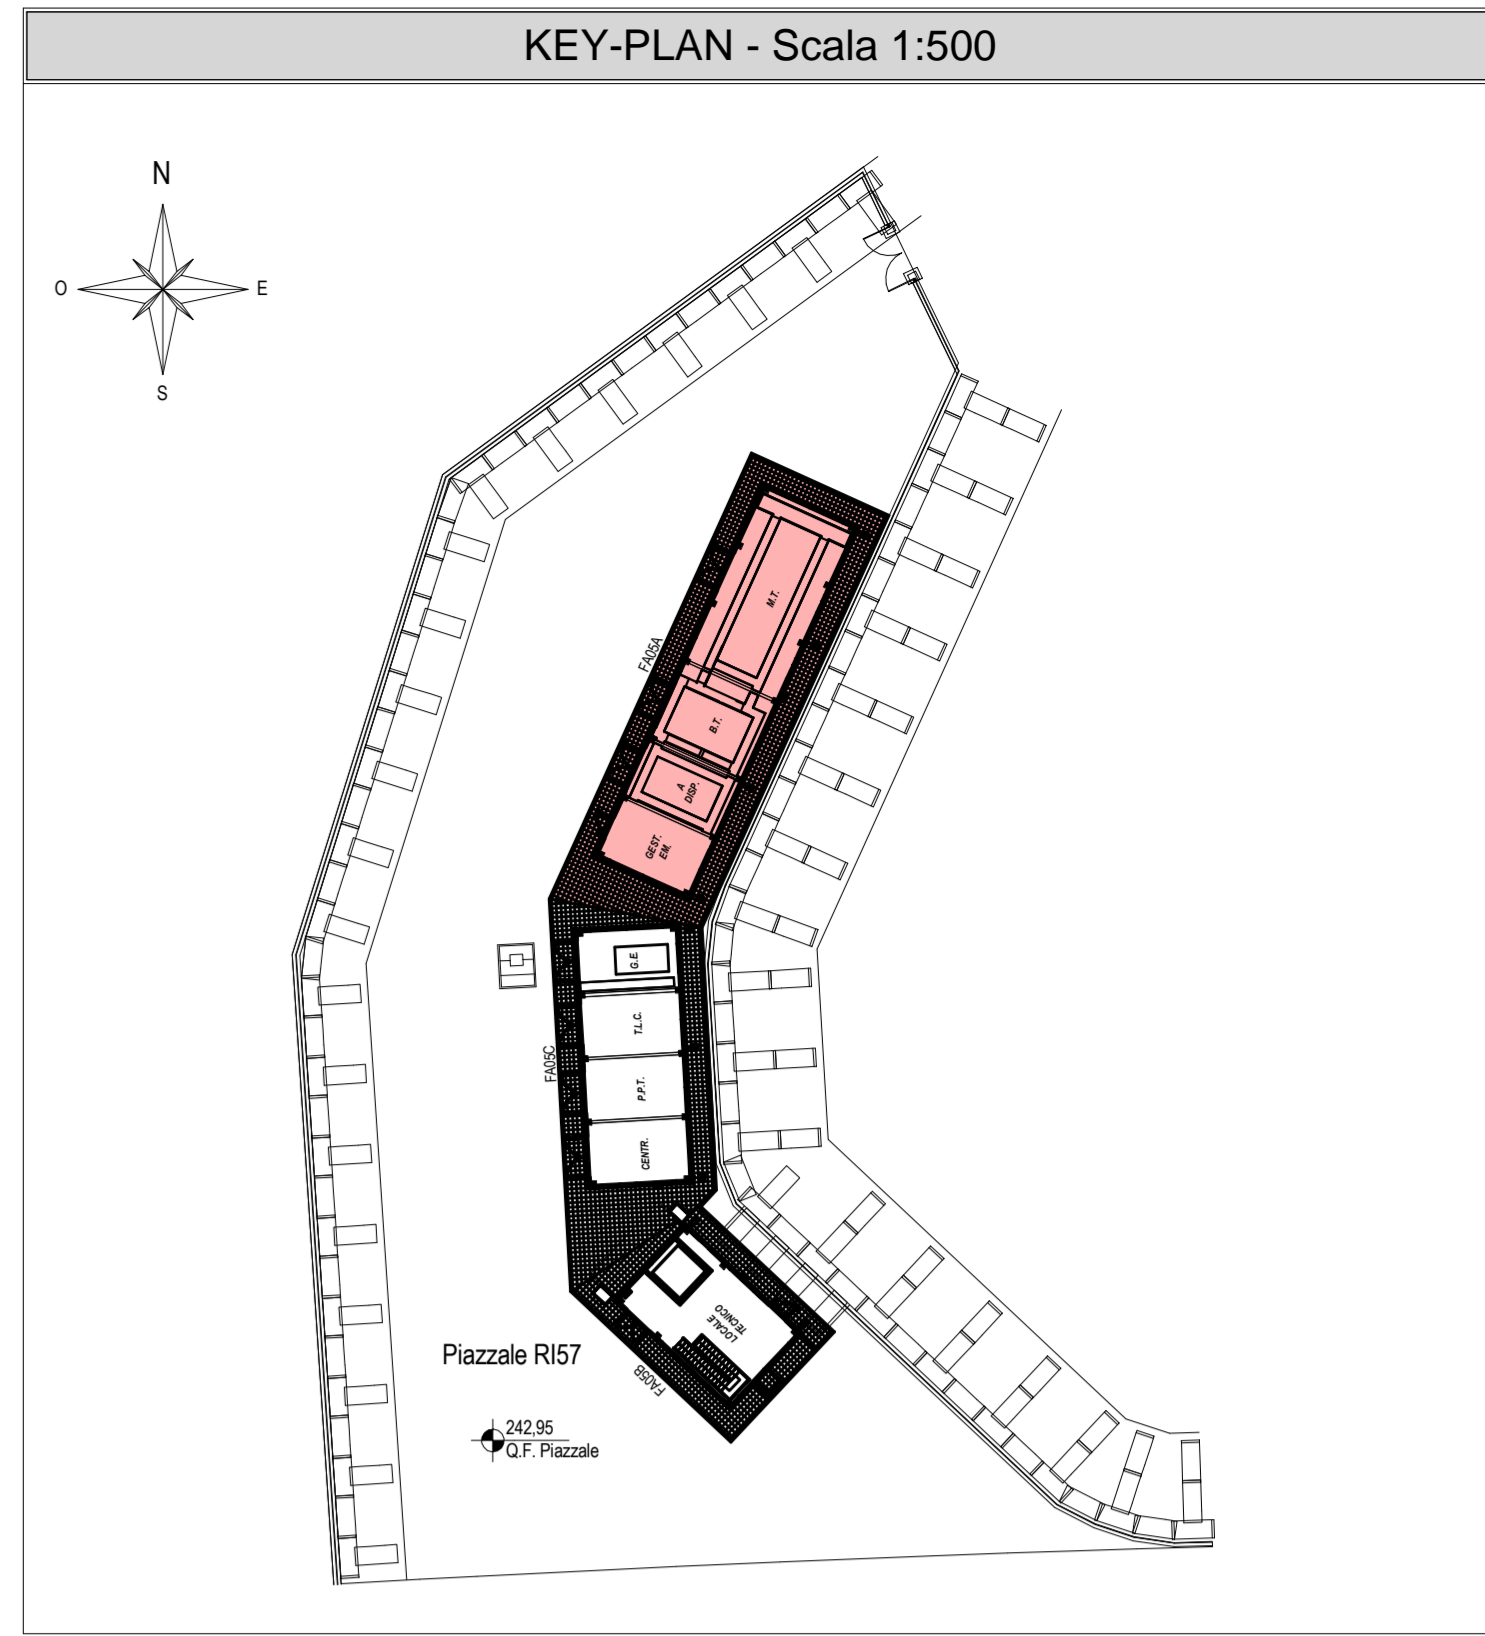 KEY-PLAN - Scala 1:500
N
O
E
S
M.T.
FA05A
B.T.
A
DISP.
GEST.
EM.
G.E
T.L.C.
FA05C
P.P.T.
CENTR.
LOCALE
TECNICO
Piazzale RI57
FA05B
242,95
Q.F. Piazzale